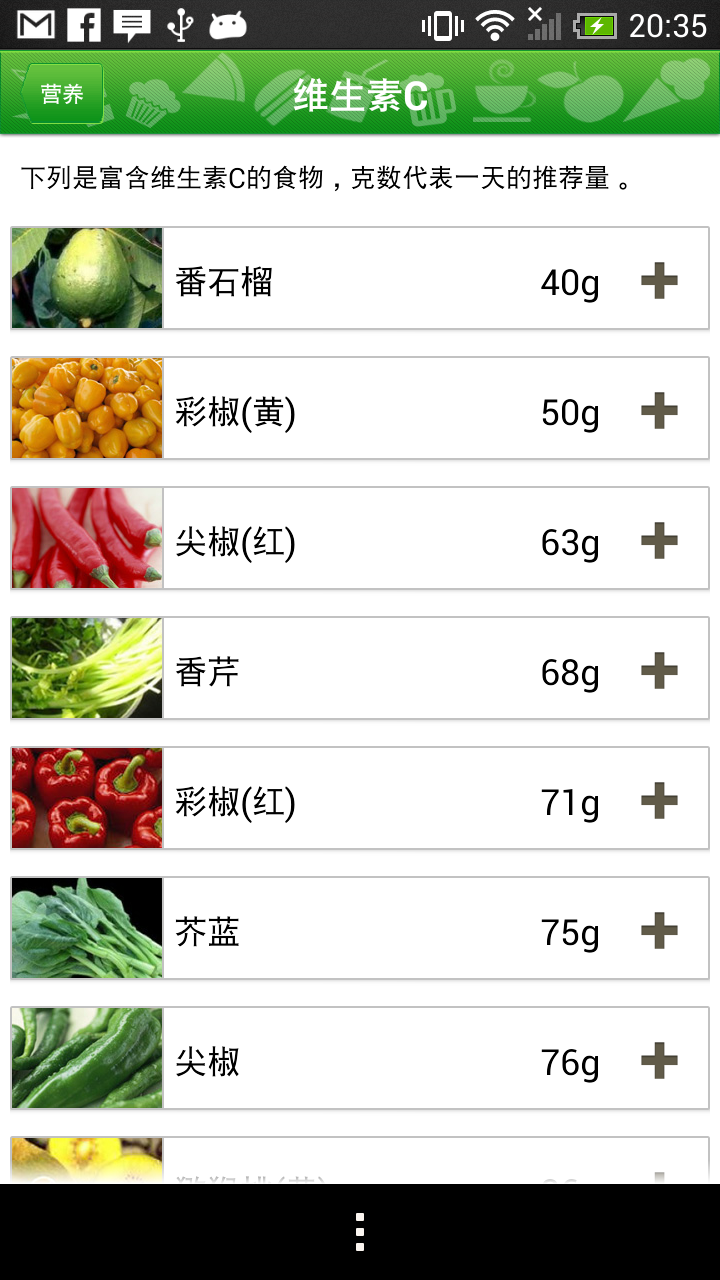 20:35
营养
维生素C
下列是富含维生素C的食物，克数代表一天的推荐量。
番石榴 40g
彩椒(黄) 50g
尖椒(红) 63g
香芹 68g
彩椒(红) 71g
芥蓝 75g
尖椒 76g